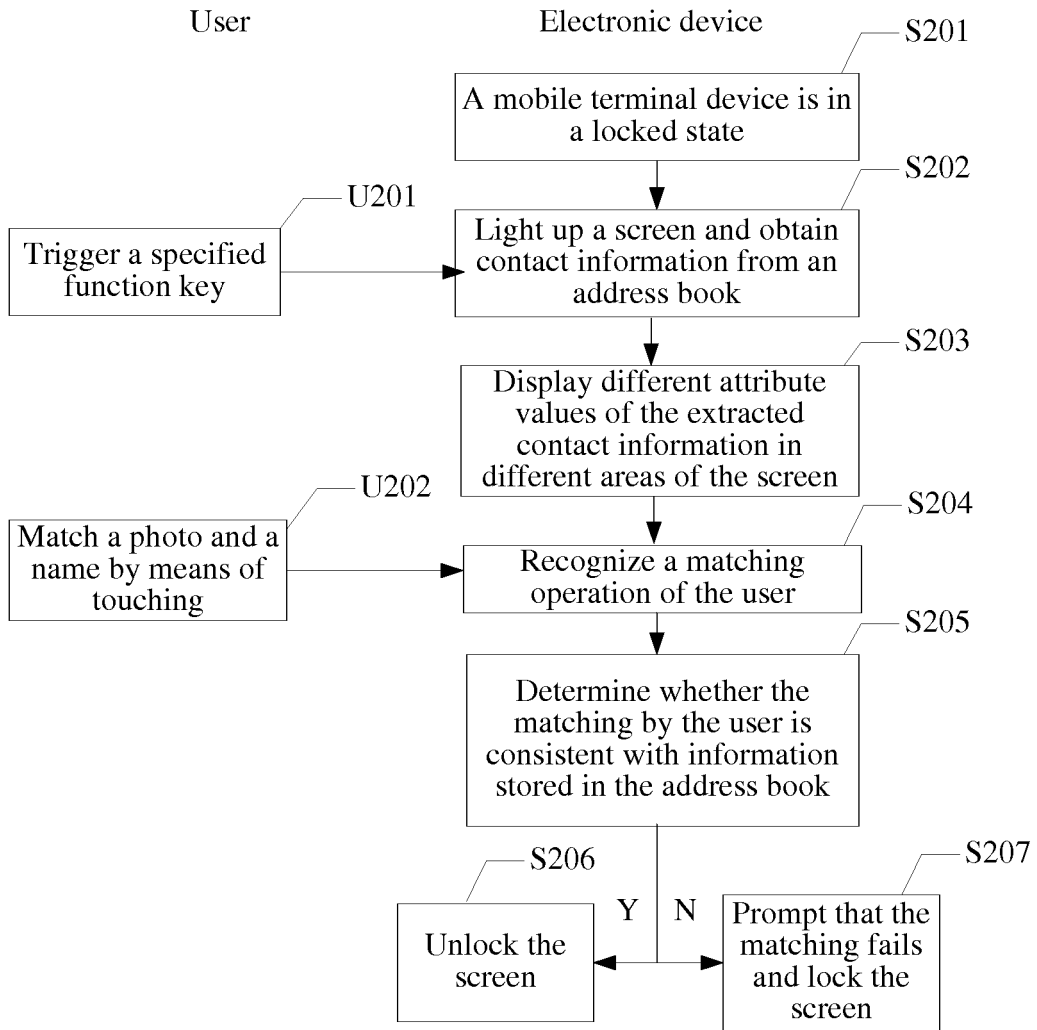 User
Electronic device
S201
A mobile terminal device is in
a locked state
S202
U201
Trigger a specified
function key
Light up a screen and obtain
contact information from an
address book
S203
Display different attribute
values of the extracted
contact information in
different areas of the screen
U202
S204
Match a photo and a
name by means of
touching
Recognize a matching
operation of the user
S205
Determine whether the
matching by the user is
consistent with information
stored in the address book
S206
S207
Y
N
Unlock the
screen
Prompt that the
matching fails
and lock the
screen